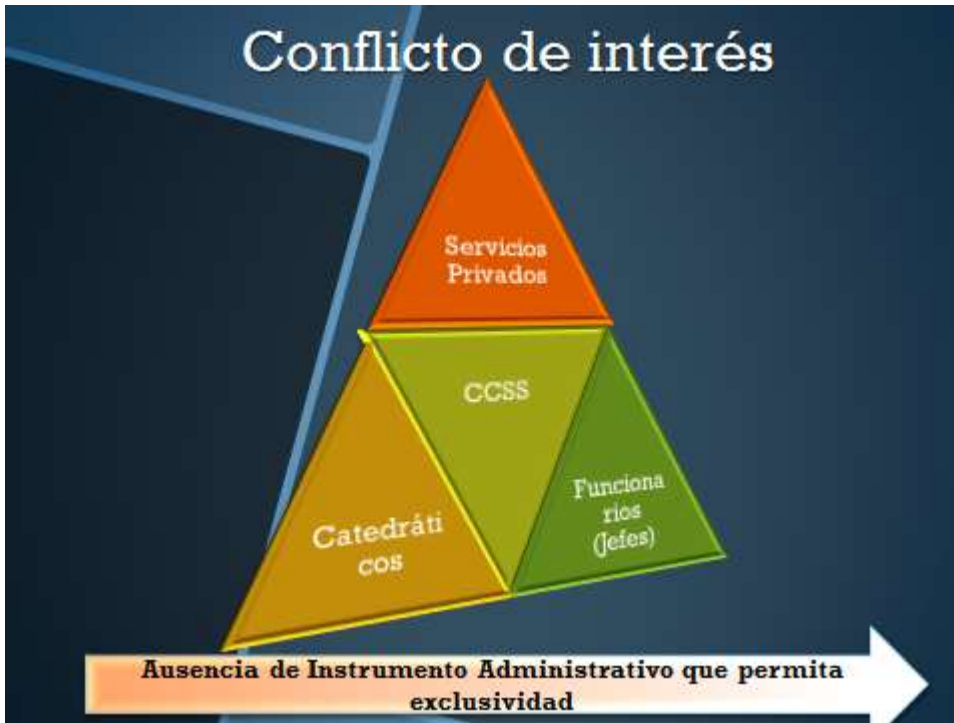 Conflicto de interés
Servicios
Privados
CCSS
Catedráti
cos
Funciona
rios
(Jefes)
Ausencia de Instrumento Administrativo que permita
exclusividad